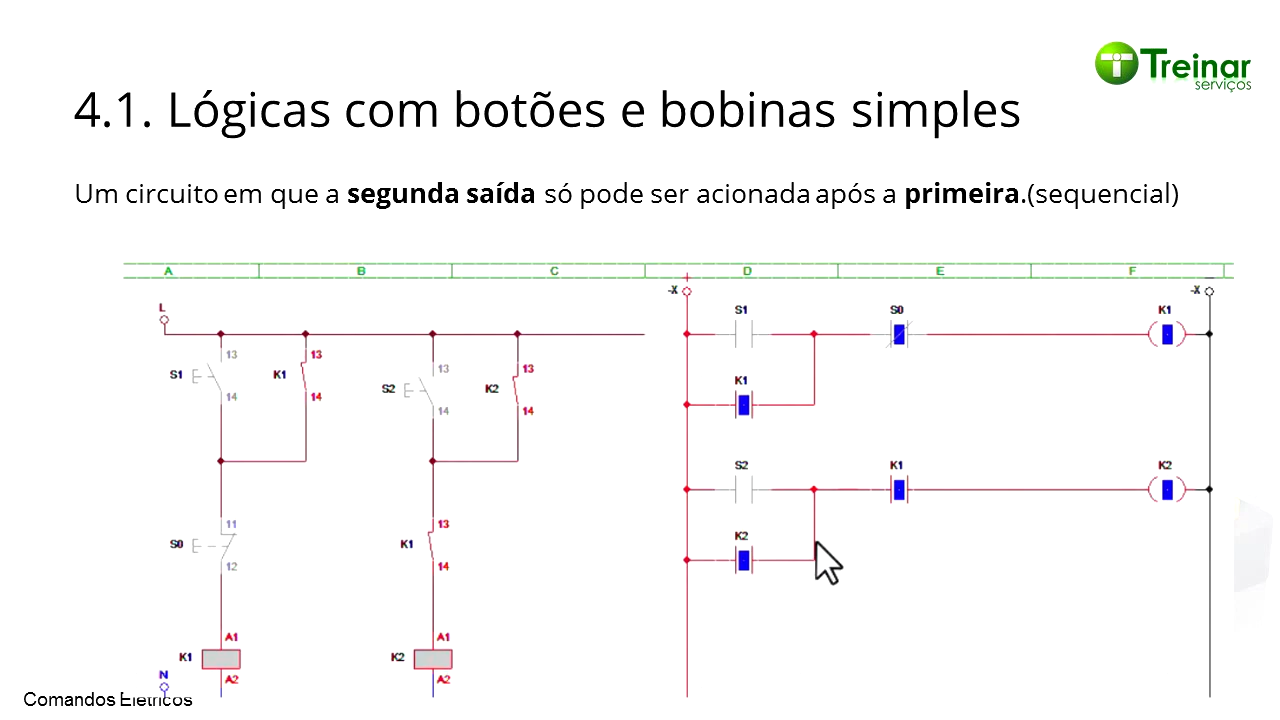 Treinar
serviços
4.1. Lógicas com botões e bobinas simples
Um circuito em que a segunda saída só pode ser acionada após a primeira.(sequencial)
A B C D E F
L
-X -X
S1 S0 K1
13 13 13 13
S1 K1 S2 K2
14 14 14 14
K1
S2 K1 K2
11 13
S0 K1
12 14
K2
A1 A1
K1 K2
A2 A2
N
Comandos Elétricos